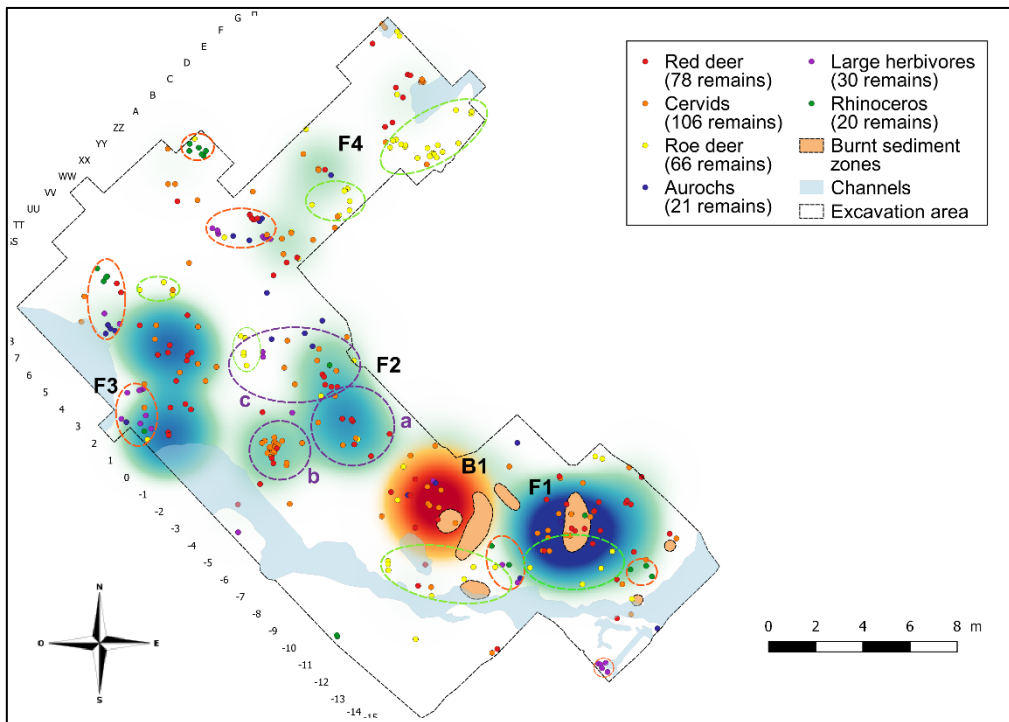 H
G
F
E
D
C
B
A
ZZ
YY
XX
WW
VV
UU
TT
SS
Red deer
(78 remains)
Cervids
(106 remains)
Roe deer
(66 remains)
Aurochs
(21 remains)
Large herbivores
(30 remains)
Rhinoceros
(20 remains)
Burnt sediment
zones
Channels
Excavation area
F4
F2
F3
c
a
b
B1
F1
8
7
6
5
4
3
2
1
0
-1
-2
-3
-4
-5
-6
-7
-8
-9
-10
-11
-12
-13
-14
-15
N
O
E
S
0 2 4 6 8 m